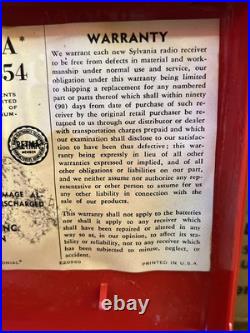 WARRANTY
We warrant each new Sylvania radio receiver
to be free from defects in material and work-
manship under normal use and service, our
obligation under this warranty being limited
to shipping a replacement for any numbered
part or parts thereof which shall within ninety
(90) days from date of purchase of such receiver
by the original retail purchaser be returned
to us through our distributor or dealer
with transportation charges prepaid and which
our examination shall disclose to our satisfaction
to have been thus defective; this war-
ranty being expressly in lieu of all other
warranties expressed or implied, and of all
other obligations or liabilities on our part, and
we neither assume nor authorize any rep-
resentative or other person to assume for us
any other liability in connection with the sale
of our products.
This warranty shall not apply to the batteries
nor shall it apply to any receiver which
shall have been repaired or altered in any
way so as, in our opinion, to affect its sta-
bility or reliability, nor to any receiver which
has been subjected to misuse, neglect, or
accident.
PRINTED IN U.S.A.
A*
54
RETMA
MEMBER
MAGE AL-
DISCHARGED
NC.